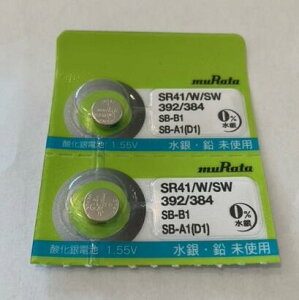 muRata
SR41/W/SW
392/384
SB-B1
SB-A1(D1)
0%
水銀
酸化銀電池 1.55V
水銀・鉛 未使用
muRata
SR41/W/SW
392/384
SB-B1
SB-A1(D1)
0%
水銀
酸化銀電池 1.55V
水銀・鉛 未使用